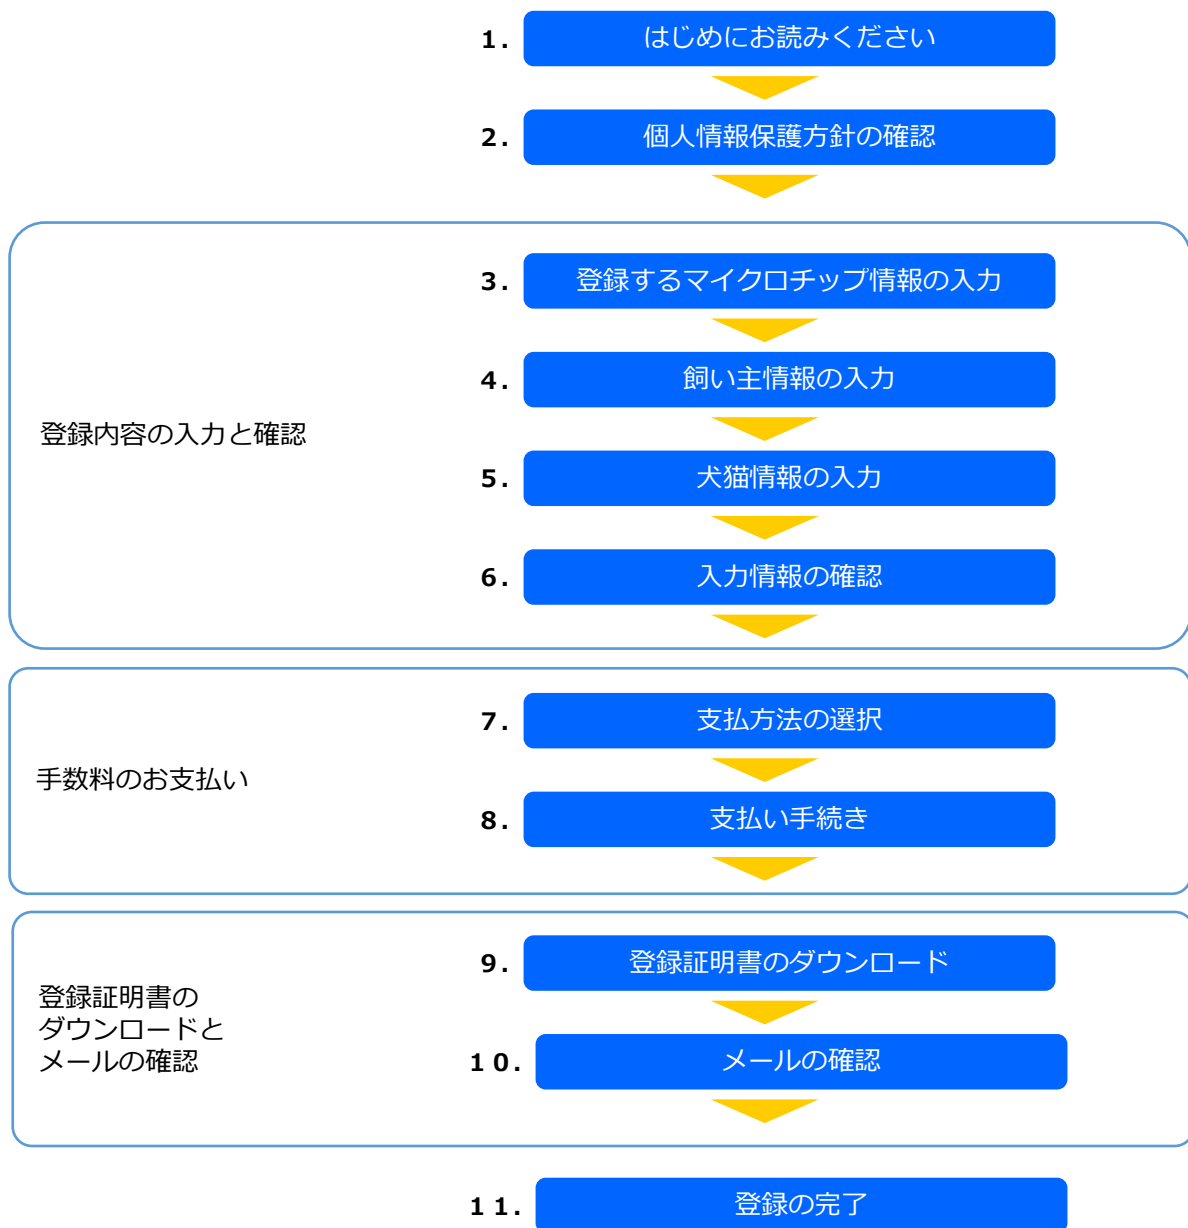 1. はじめにお読みください
2. 個人情報保護方針の確認
3. 登録するマイクロチップ情報の入力
4. 飼い主情報の入力
登録内容の入力と確認
5. 犬猫情報の入力
6. 入力情報の確認
7. 支払方法の選択
手数料のお支払い
8. 支払い手続き
9. 登録証明書のダウンロード
登録証明書の
ダウンロードと
メールの確認
10. メールの確認
11. 登録の完了